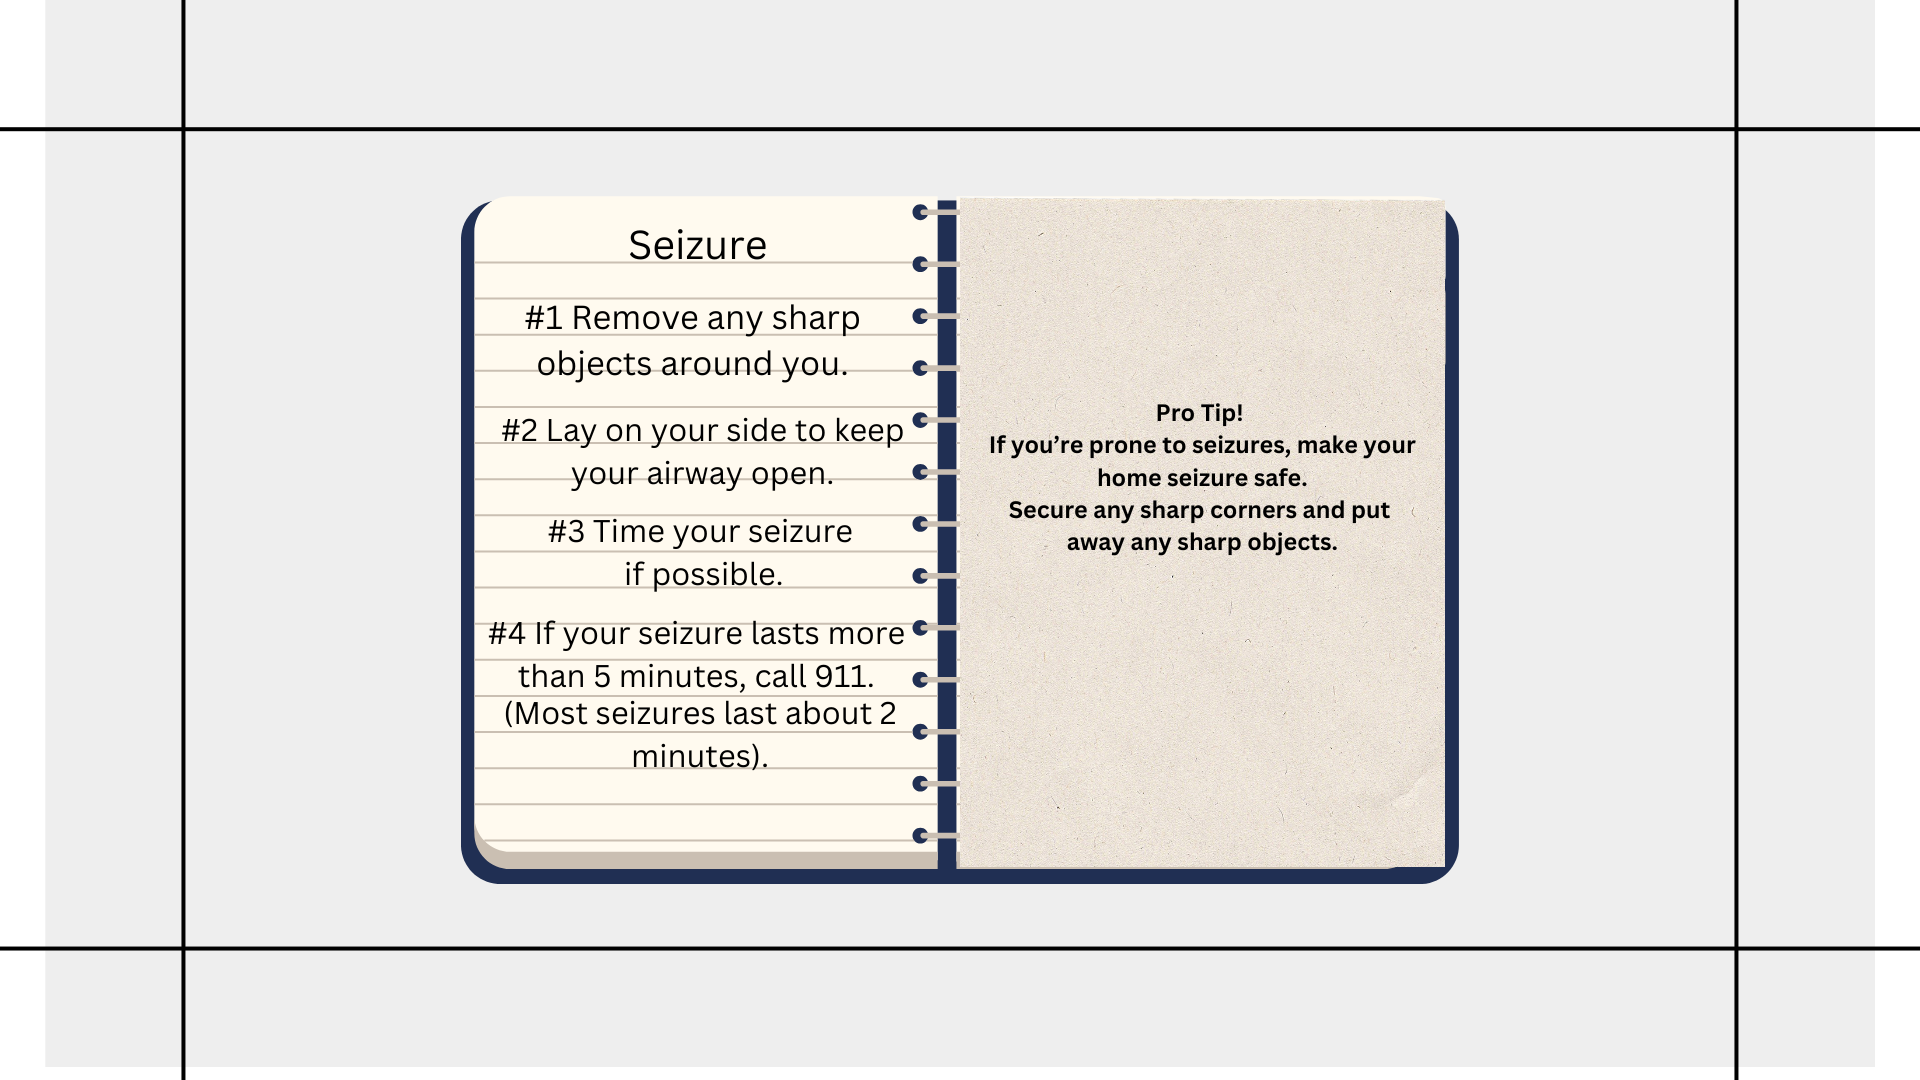 Seizure
#1 Remove any sharp
objects around you.
#2 Lay on your side to keep
your airway open.
#3 Time your seizure
if possible.
#4 If your seizure lasts more
than 5 minutes, call 911.
(Most seizures last about 2
minutes).
Pro Tip!
If you’re prone to seizures, make your
home seizure safe.
Secure any sharp corners and put
away any sharp objects.